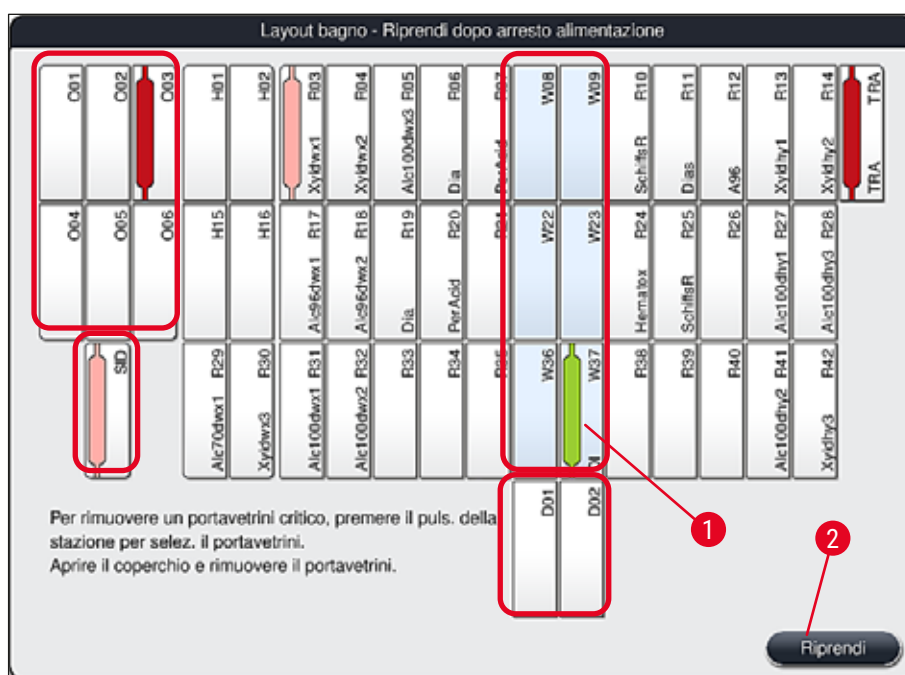 Layout bagno - Riprendi dopo arresto alimentazione
O01
O02
O03
H01
H02
Xyldwx1 R03
Xyldwx2 R04
Alc100dwx3 R05
Dia R06
PerAcid R07
W08
W09
SchiffsR R10
Dias R11
A96 R12
Xyldhy1 R13
Xyldhy2 R14
TRA TRA
O04
O05
O06
H15
H16
Alc96dwx1 R17
Alc96dwx2 R18
Dia R19
PerAcid R20
R21
W22
W23
Hematox R24
SchiffsR R25
R26
Alc100dhy1 R27
Alc100dhy3 R28
SID
Alc70dwx1 R29
Xyldwx3 R30
Alc100dwx1 R31
Alc100dwx2 R32
R33
R34
R35
W36
DI W37
R38
R39
R40
Alc100dhy2 R41
Xyldhy3 R42
D01
D02
Per rimuovere un portavetrini critico, premere il puls. della
stazione per selez. il portavetrini.
Aprire il coperchio e rimuovere il portavetrini.
1
2
Riprendi